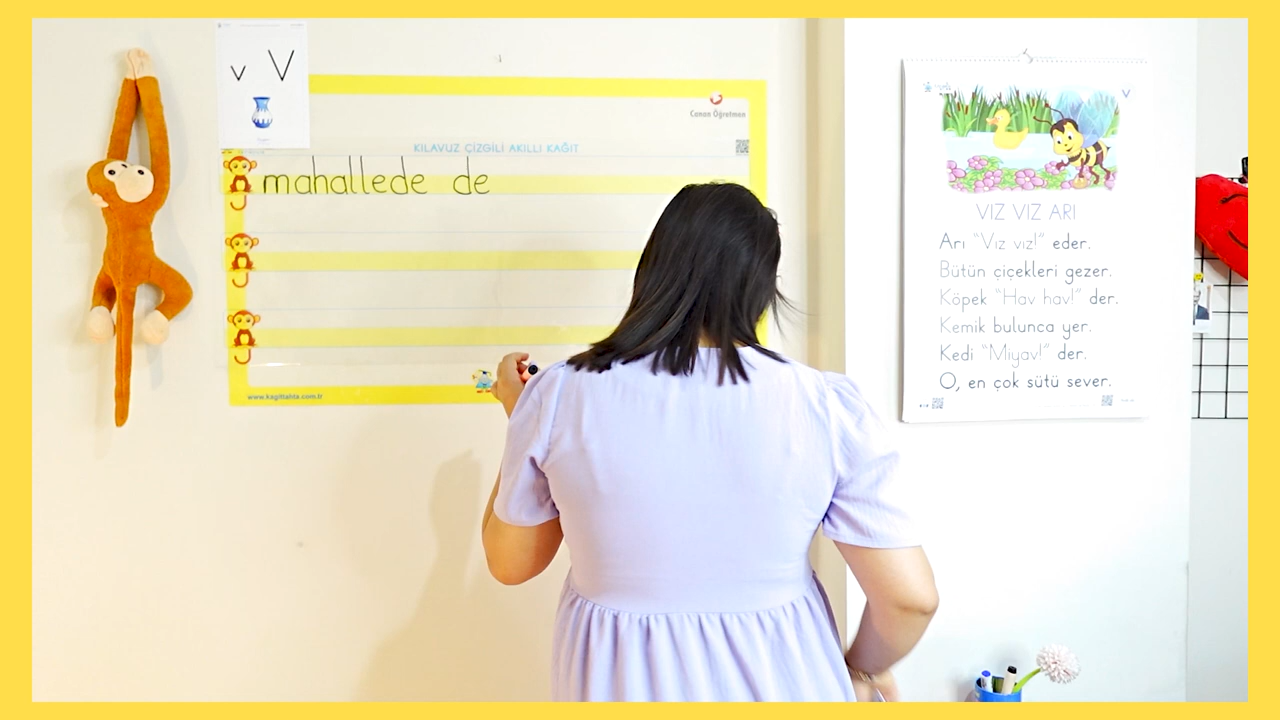 v V
Canan Öğretmen
KILAVUZ ÇİZGİLİ AKILLI KAĞIT
mahallede de
www.kagittahta.com.tr
V
VIZ VIZ ARI
Arı “Vız vız!” eder.
Bütün çiçekleri gezer.
Köpek “Hav hav!” der.
Kemik bulunca yer.
Kedi “Miyav!” der.
O, en çok sütü sever.